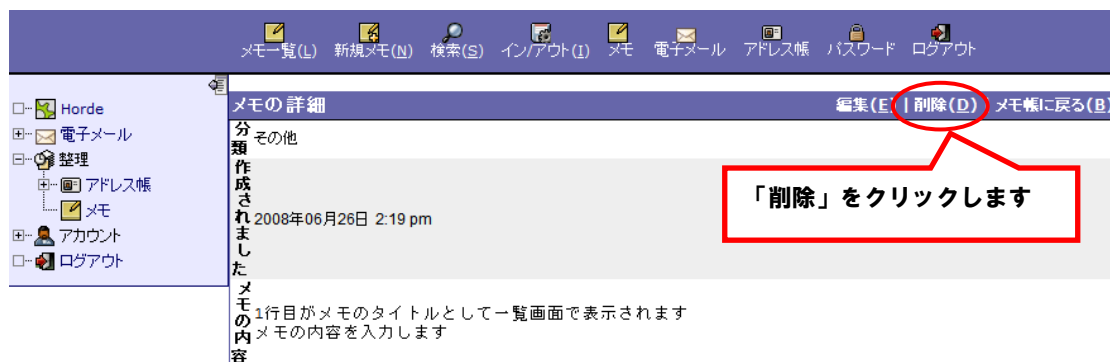 メモ一覧(L) 新規メモ(N) 検索(S) イン/アウト(I) メモ 電子メール アドレス帳 パスワード ログアウト
Horde
電子メール
整理
アドレス帳
メモ
アカウント
ログアウト
メモの詳細 編集(E) | 削除(D) メモ帳に戻る(B)
分類 その他
作成されました 2008年06月26日 2:19 pm
メモの内容 1行目がメモのタイトルとして一覧画面で表示されます
メモの内容を入力します
「削除」をクリックします